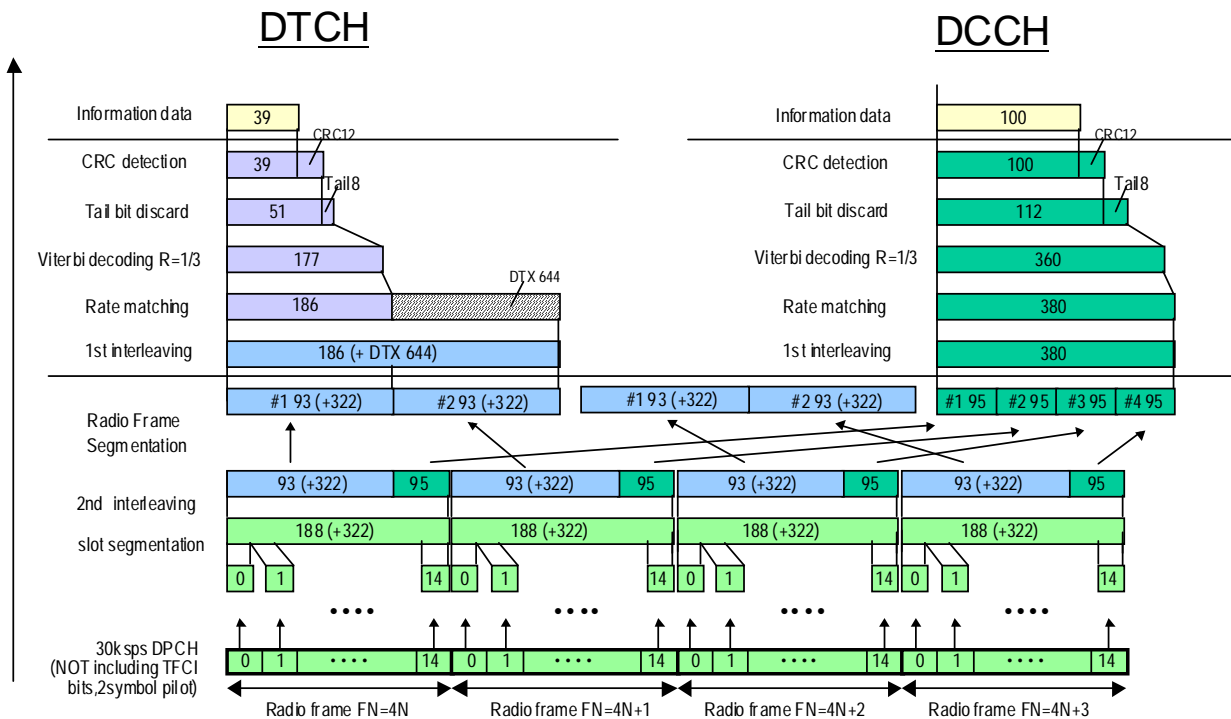 DTCH
DCCH
Information data
39
Information data
100
CRC12
CRC12
CRC detection
39
CRC detection
100
Tail8
Tail8
Tail bit discard
51
Tail bit discard
112
Viterbi decoding R=1/3
177
Viterbi decoding R=1/3
360
DTX 644
Rate matching
186
Rate matching
380
1st interleaving
186 (+ DTX 644)
1st interleaving
380
#1 93 (+322)
#2 93 (+322)
#1 93 (+322)
#2 93 (+322)
#1 95
#2 95
#3 95
#4 95
Radio Frame
Segmentation
93 (+322)
95
93 (+322)
95
93 (+322)
95
93 (+322)
95
2nd interleaving
188 (+322)
188 (+322)
188 (+322)
188 (+322)
slot segmentation
0
1
14
0
1
14
0
1
14
0
1
14
30ksps DPCH
(NOT including TFCI
bits,2symbol pilot)
0
1
14
0
1
14
0
1
14
0
1
14
Radio frame FN=4N
Radio frame FN=4N+1
Radio frame FN=4N+2
Radio frame FN=4N+3